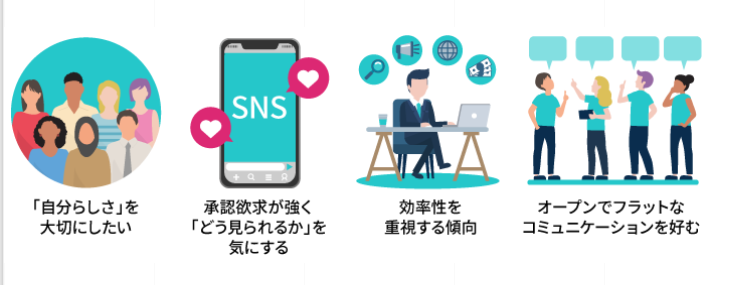 SNS
「自分らしさ」を
大切にしたい
承認欲求が強く
「どう見られるか」を
気にする
効率性を
重視する傾向
オープンでフラットな
コミュニケーションを好む